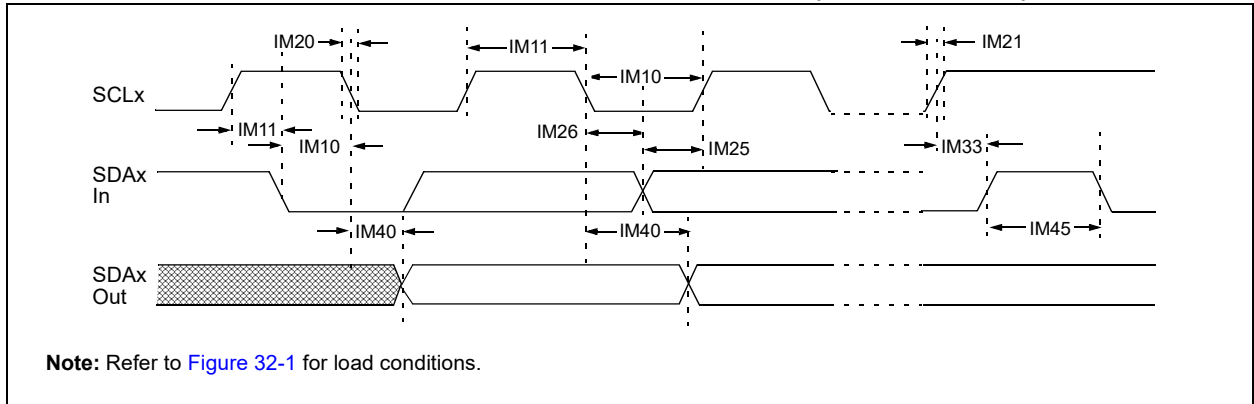 IM20
IM11
IM21
IM10
SCLx
IM11
IM26
IM10
IM25
IM33
SDAx
In
IM40
IM40
IM45
SDAx
Out
Note: Refer to Figure 32-1 for load conditions.